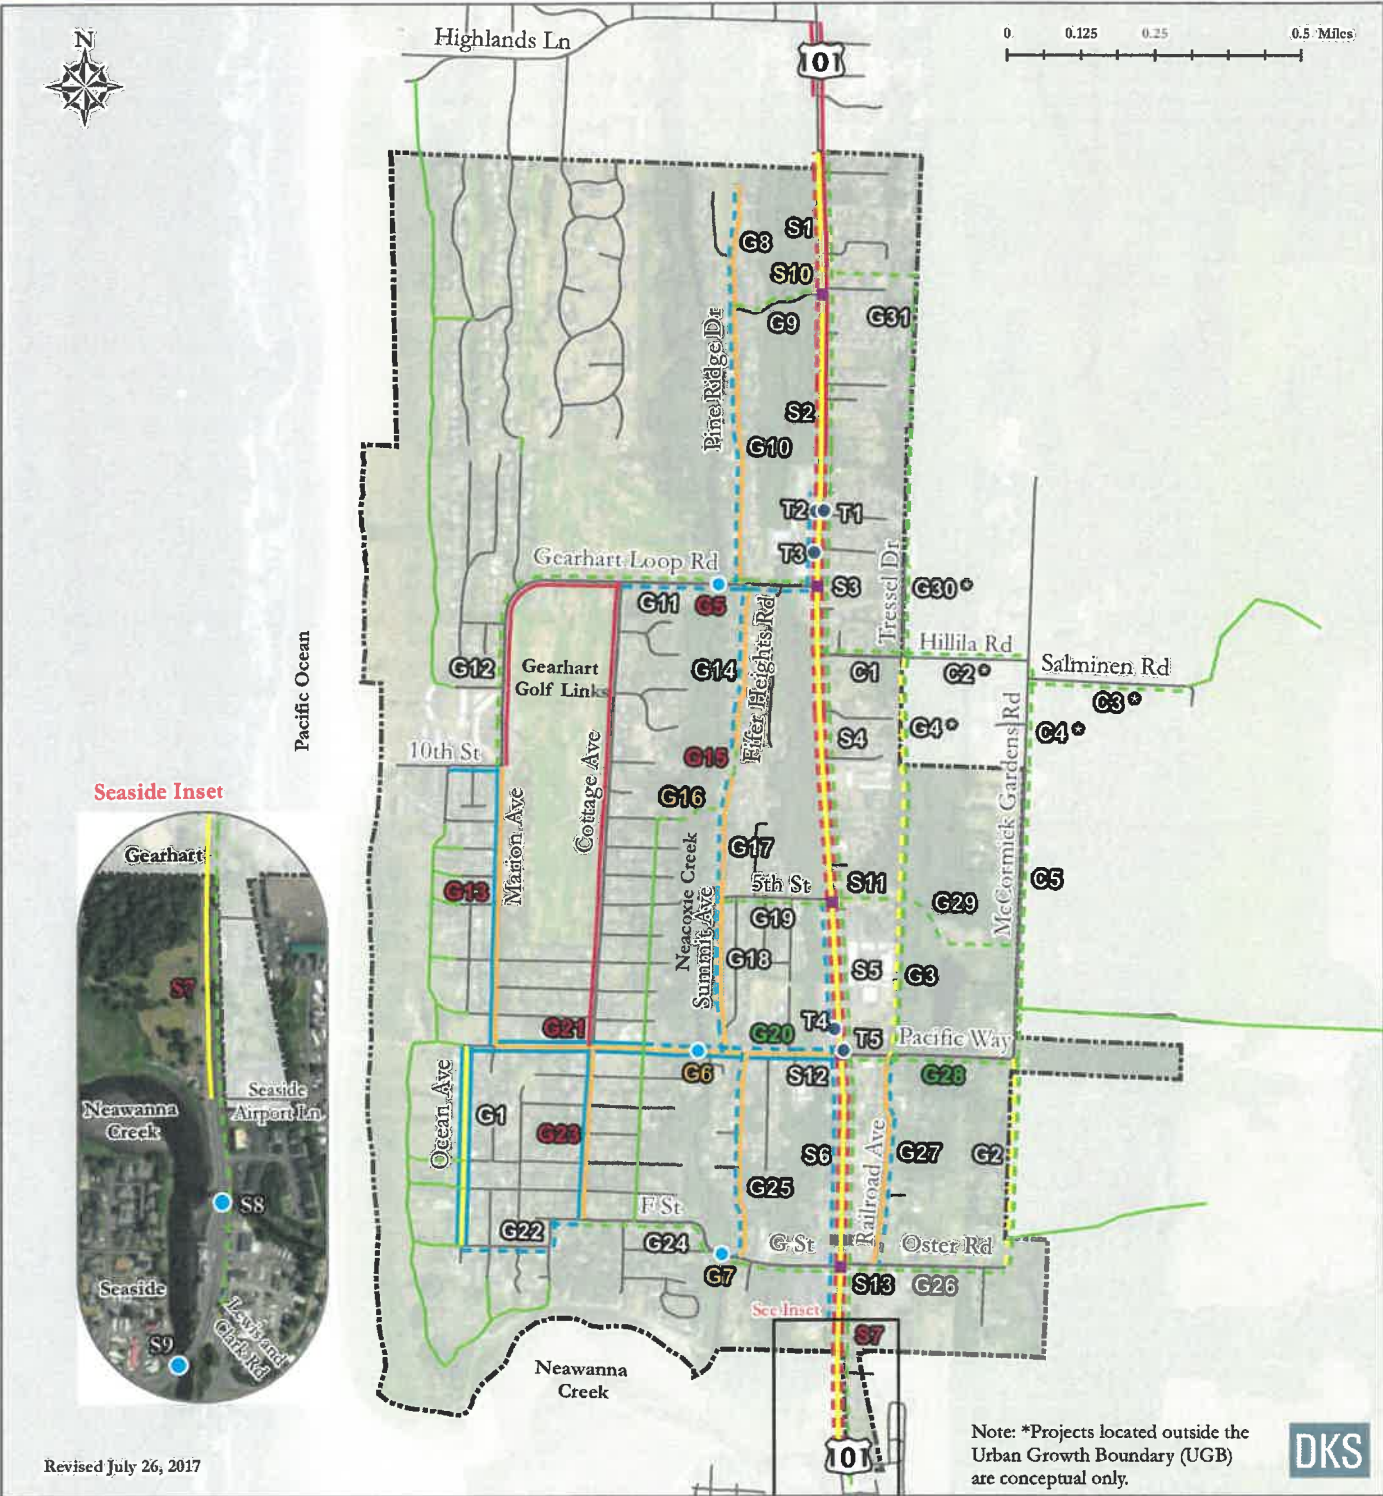 Highlands Ln
N
101
0 0.125 0.25 0.5 Miles
S1
G8
S10
G9
G31
Pine Ridge Dr
S2
G10
T2
T1
T3
Gearhart Loop Rd
S3
G11
G5
Tressel Dr
G30 *
Fifer Heights Rd
Hillila Rd
Salminen Rd
G12
Gearhart
Golf Links
G14
C1
C2 *
C3 *
Pacific Ocean
G4 *
C4 *
S4
10th St
G15
McCormick Gardens Rd
Seaside Inset
G16
Marion Ave
Cottage Ave
Gearhart
G17
Neacoxie Creek
Summit Ave
5th St
S11
C5
G13
G29
G19
G18
S5
G3
S7
T4
G21
G20
T5
Pacific Way
G6
S12
G28
Seaside
Airport Ln
Neawanna
Creek
Ocean Ave
G1
G23
S6
Railroad Ave
G27
G2
G25
S8
F St
G22
G24
G St
Oster Rd
G7
S13
G26
Seaside
Lewis and
Clark Rd
See Inset
S7
S9
Neawanna
Creek
101
Note: *Projects located outside the
Urban Growth Boundary (UGB)
are conceptual only.
DKS
Revised July 26, 2017